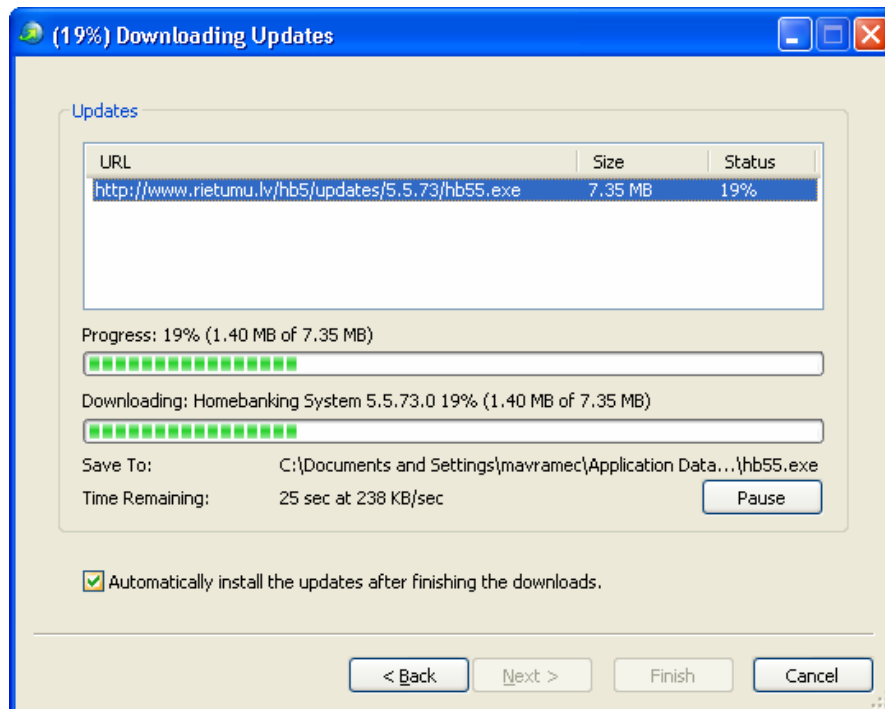 (19%) Downloading Updates
Updates
URL Size Status
http://www.rietumu.lv/hb5/updates/5.5.73/hb55.exe 7.35 MB 19%
Progress: 19% (1.40 MB of 7.35 MB)
Downloading: Homebanking System 5.5.73.0 19% (1.40 MB of 7.35 MB)
Save To: C:\Documents and Settings\mavramec\Application Data...\hb55.exe
Time Remaining: 25 sec at 238 KB/sec Pause
Automatically install the updates after finishing the downloads.
< Back Next > Finish Cancel